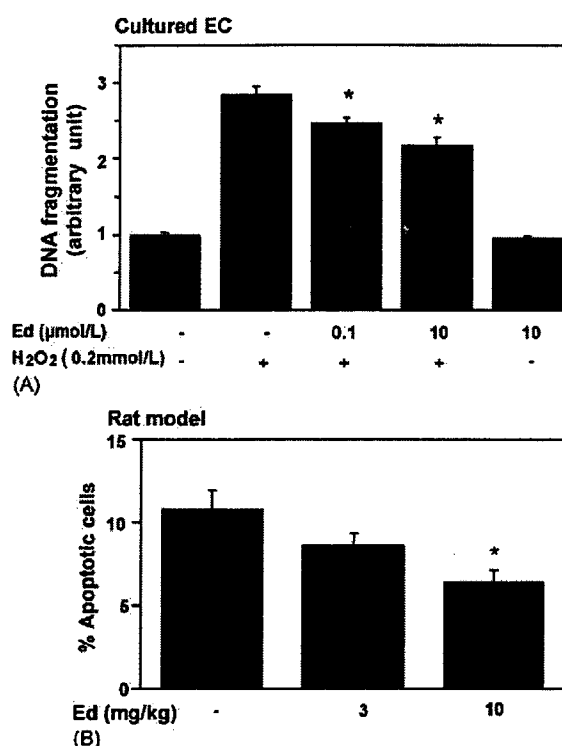 Cultured EC
DNA fragmentation
(arbitrary unit)
3
2
1
0
Ed (µmol/L) - - 0.1 10 10
H2O2 ( 0.2mmol/L) - + + + -
* *
(A)
Rat model
% Apoptotic cells
15
10
5
0
*
Ed (mg/kg) - 3 10
(B)